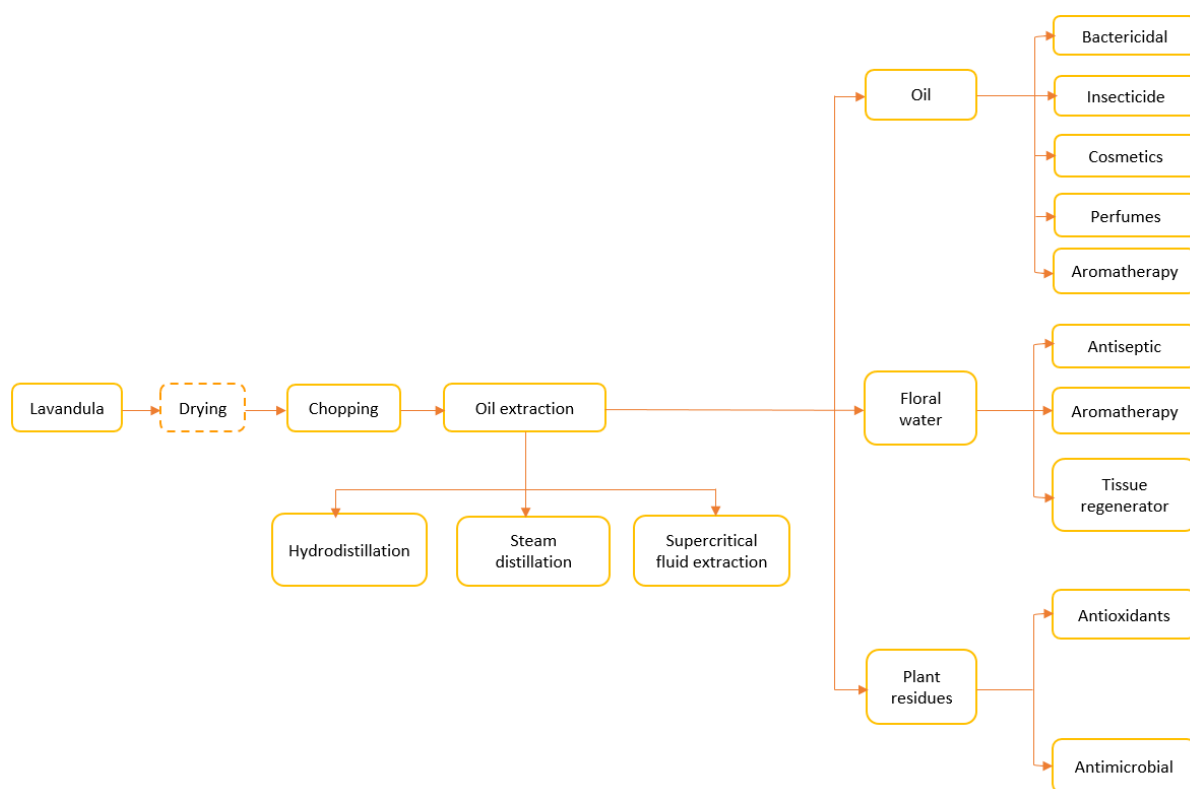 Lavandula
Drying
Chopping
Oil extraction
Hydrodistillation
Steam
distillation
Supercritical
fluid extraction
Oil
Bactericidal
Insecticide
Cosmetics
Perfumes
Aromatherapy
Floral
water
Antiseptic
Aromatherapy
Tissue
regenerator
Plant
residues
Antioxidants
Antimicrobial